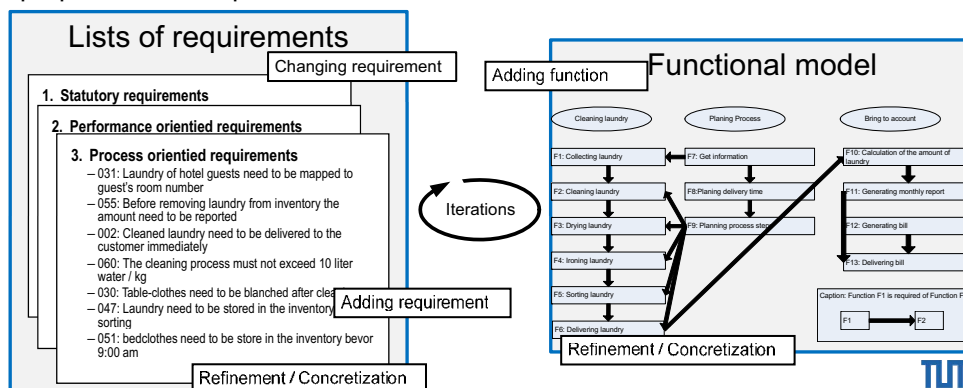 Lists of requirements
Changing requirement
1. Statutory requirements
2. Performance orientied requirements
3. Process orientied requirements
– 031: Laundry of hotel guests need to be mapped to
guest's room number
– 055: Before removing laundry from inventory the
amount need to be reported
– 002: Cleaned laundry need to be delivered to the
customer immediately
– 060: The cleaning process must not exceed 10 liter
water / kg
– 030: Table-clothes need to be blanched after
– 047: Laundry need to be stored in the inventory
sorting
– 051: bedclothes need to be store in the inventory bevor
9:00 am
Adding requirement
Refinement / Concretization
Iterations
Adding function
Functional model
Cleaning laundry
Planing Process
Bring to account
F1: Collecting laundry
F2: Cleaning laundry
F3: Drying laundry
F4: Ironing laundry
F5: Sorting laundry
F6: Delivering laundry
F7: Get information
F8:Planing delivery time
F9: Planning process steps
F10: Calculation of the amount of
laundry
F11: Generating monthly report
F12: Generating bill
F13: Delivering bill
Caption: Function F1 is required of Function
F1
F2
Refinement / Concretization
TUM